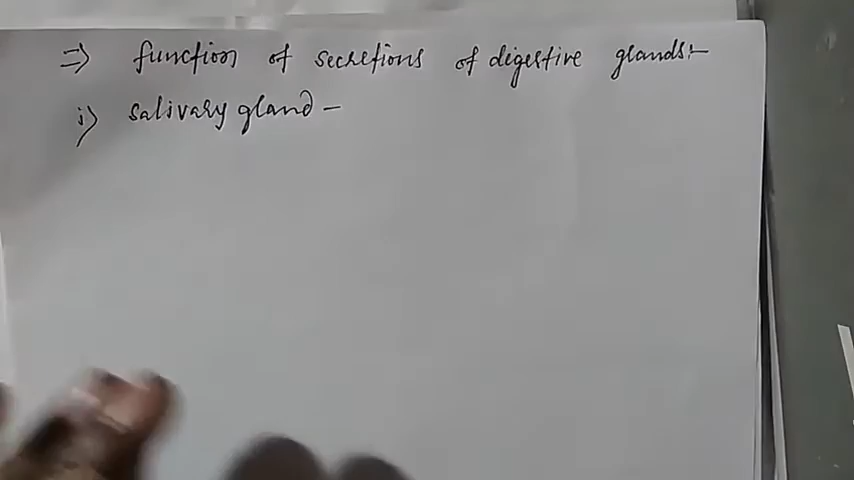 ⇒ function of secretions of digestive glands:-
i) salivary gland -